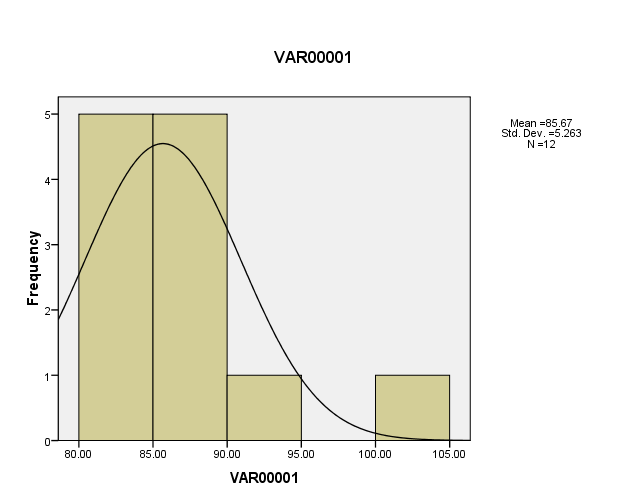 VAR00001
Mean =85.67
Std. Dev. =5.263
N =12
Frequency
5
4
3
2
1
0
80.00 85.00 90.00 95.00 100.00 105.00
VAR00001